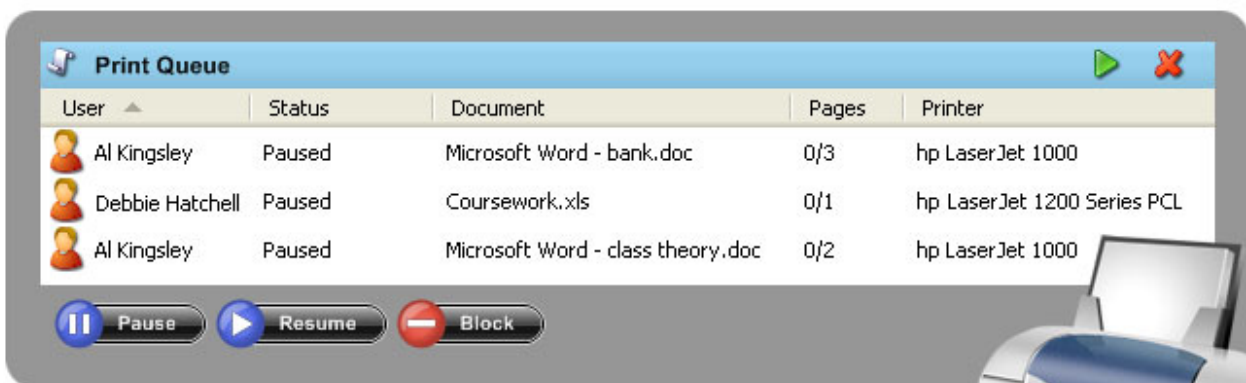 Print Queue
User Status Document Pages Printer
Al Kingsley Paused Microsoft Word - bank.doc 0/3 hp LaserJet 1000
Debbie Hatchell Paused Coursework.xls 0/1 hp LaserJet 1200 Series PCL
Al Kingsley Paused Microsoft Word - class theory.doc 0/2 hp LaserJet 1000
Pause Resume Block